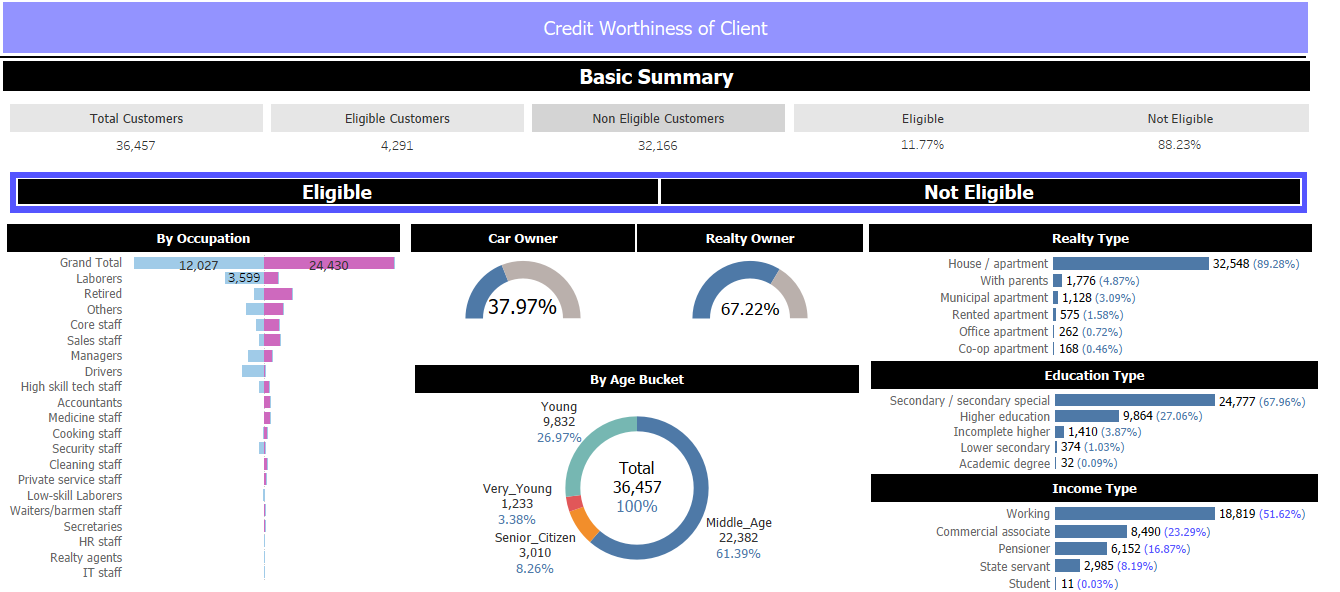 Credit Worthiness of Client
Basic Summary
Total Customers
36,457
Eligible Customers
4,291
Non Eligible Customers
32,166
Eligible
11.77%
Not Eligible
88.23%
Eligible
Not Eligible
By Occupation
Grand Total 12,027 24,430
Laborers 3,599
Retired
Others
Core staff
Sales staff
Managers
Drivers
High skill tech staff
Accountants
Medicine staff
Cooking staff
Security staff
Cleaning staff
Private service staff
Low-skill Laborers
Waiters/barmen staff
Secretaries
HR staff
Realty agents
IT staff
Car Owner
37.97%
Realty Owner
67.22%
By Age Bucket
Young
9,832
26.97%
Very_Young
1,233
3.38%
Senior_Citizen
3,010
8.26%
Total
36,457
100%
Middle_Age
22,382
61.39%
Realty Type
House / apartment 32,548 (89.28%)
With parents 1,776 (4.87%)
Municipal apartment 1,128 (3.09%)
Rented apartment 575 (1.58%)
Office apartment 262 (0.72%)
Co-op apartment 168 (0.46%)
Education Type
Secondary / secondary special 24,777 (67.96%)
Higher education 9,864 (27.06%)
Incomplete higher 1,410 (3.87%)
Lower secondary 374 (1.03%)
Academic degree 32 (0.09%)
Income Type
Working 18,819 (51.62%)
Commercial associate 8,490 (23.29%)
Pensioner 6,152 (16.87%)
State servant 2,985 (8.19%)
Student 11 (0.03%)